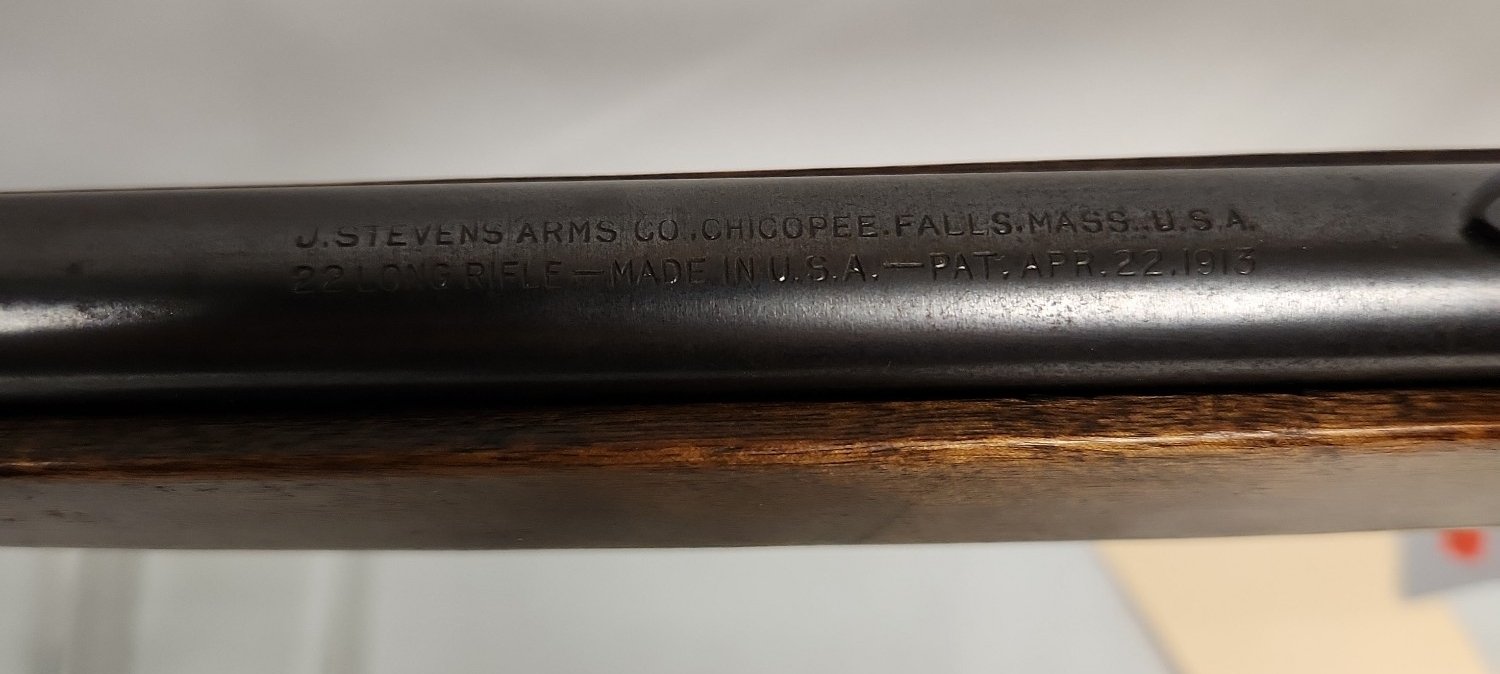 J. STEVENS ARMS CO. CHICOPEE. FALLS. MASS. U.S.A.
22 LONG RIFLE — MADE IN U.S.A. — PAT. APR. 22. 1913